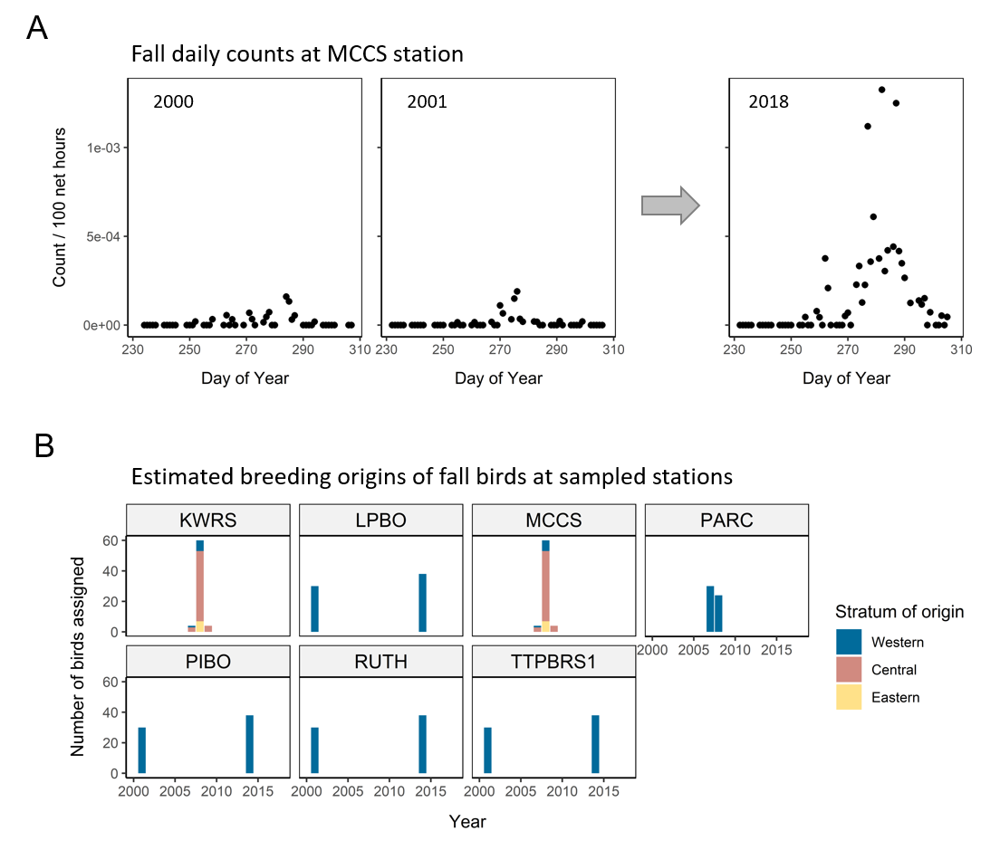 A
Fall daily counts at MCCS station
2000
2001
2018
Count / 100 net hours
1e-03
5e-04
0e+00
230 250 270 290 310
230 250 270 290 310
230 250 270 290 310
Day of Year
Day of Year
Day of Year
B
Estimated breeding origins of fall birds at sampled stations
KWRS
LPBO
MCCS
PARC
Number of birds assigned
60
40
20
0
2000 2005 2010 2015
PIBO
RUTH
TTPBRS1
60
40
20
0
2000 2005 2010 2015
2000 2005 2010 2015
2000 2005 2010 2015
Year
Stratum of origin
Western
Central
Eastern